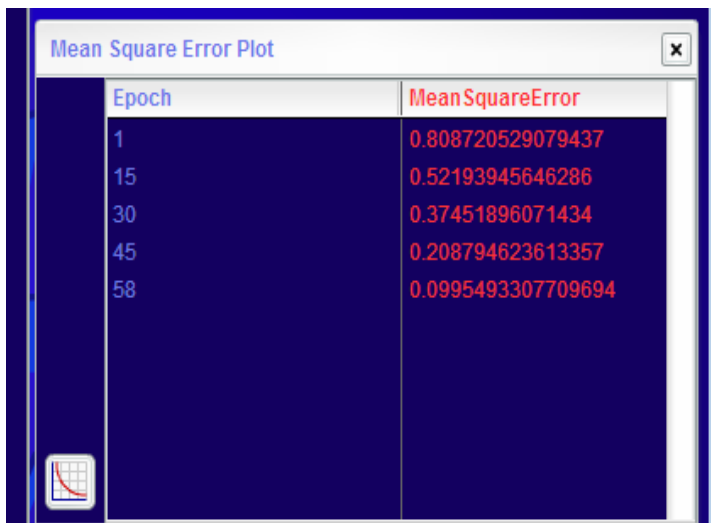 Mean Square Error Plot
Epoch MeanSquareError
1 0.808720529079437
15 0.52193945646286
30 0.37451896071434
45 0.208794623613357
58 0.0995493307709694